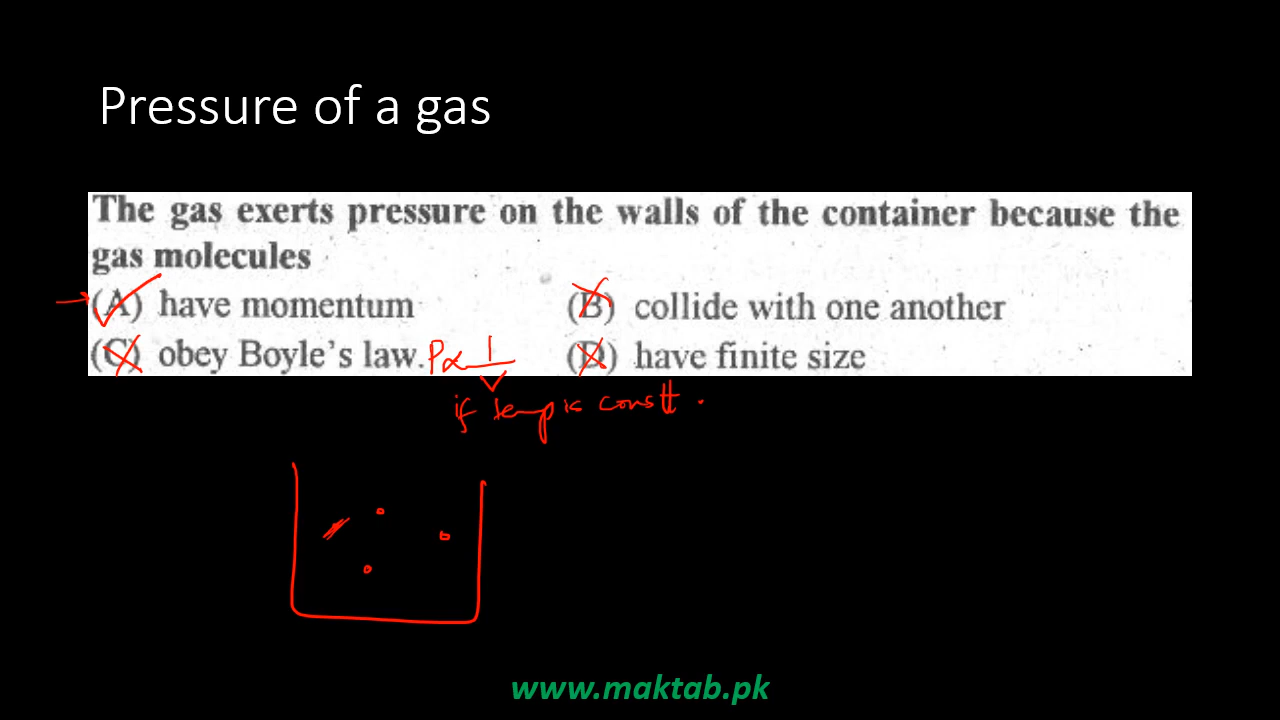 Pressure of a gas
The gas exerts pressure on the walls of the container because the
gas molecules
(A) have momentum (B) collide with one another
(C) obey Boyle's law. P∝ 1/V (D) have finite size
if temp is constt.
www.maktab.pk